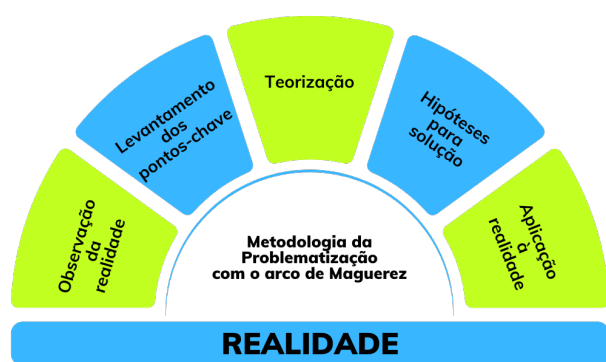 Observação
da
realidade
Levantamento
dos
pontos-chave
Teorização
Hipóteses
para
solução
Aplicação
à
realidade
Metodologia da
Problematização
com o arco de Maguerez
REALIDADE